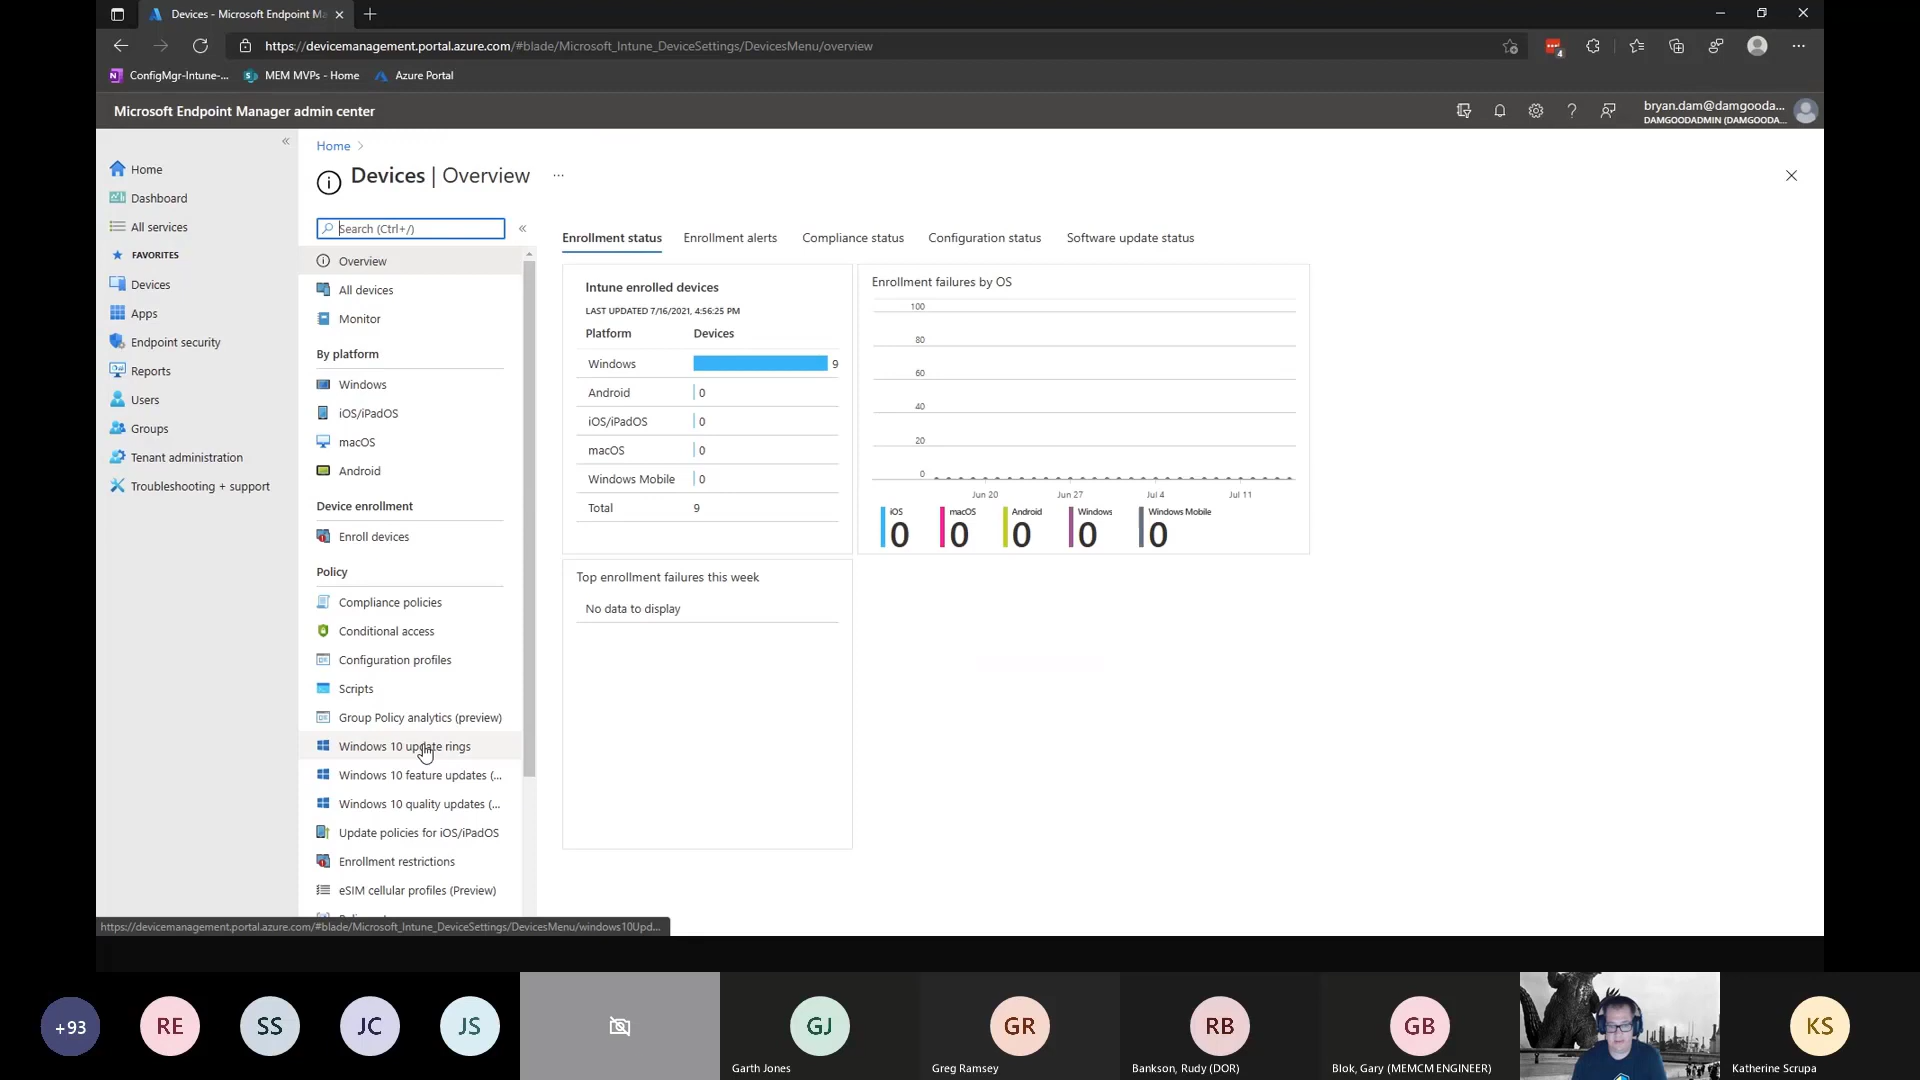 Devices - Microsoft Endpoint Ma
https://devicemanagement.portal.azure.com/#blade/Microsoft_Intune_DeviceSettings/DevicesMenu/overview
4
ConfigMgr-Intune-...
MEM MVPs - Home
Azure Portal
Microsoft Endpoint Manager admin center
bryan.dam@damgooda...
DAMGOODADMIN (DAMGOODA...
Home
Dashboard
All services
FAVORITES
Devices
Apps
Endpoint security
Reports
Users
Groups
Tenant administration
Troubleshooting + support
Home >
Devices | Overview ...
Search (Ctrl+/)
Overview
All devices
Monitor
By platform
Windows
iOS/iPadOS
macOS
Android
Device enrollment
Enroll devices
Policy
Compliance policies
Conditional access
Configuration profiles
Scripts
Group Policy analytics (preview)
Windows 10 update rings
Windows 10 feature updates (...
Windows 10 quality updates (...
Update policies for iOS/iPadOS
Enrollment restrictions
eSIM cellular profiles (Preview)
Enrollment status
Enrollment alerts
Compliance status
Configuration status
Software update status
Intune enrolled devices
LAST UPDATED 7/16/2021, 4:56:25 PM
Platform Devices
Windows 9
Android 0
iOS/iPadOS 0
macOS 0
Windows Mobile 0
Total 9
Enrollment failures by OS
100
80
60
40
20
0
Jun 20 Jun 27 Jul 4 Jul 11
iOS
0
macOS
0
Android
0
Windows
0
Windows Mobile
0
Top enrollment failures this week
No data to display
https://devicemanagement.portal.azure.com/#blade/Microsoft_Intune_DeviceSettings/DevicesMenu/windows10Upd...
+93
RE
SS
JC
JS
GJ
Garth Jones
GR
Greg Ramsey
RB
Bankson, Rudy (DOR)
GB
Blok, Gary (MEMCM ENGINEER)
KS
Katherine Scrupa